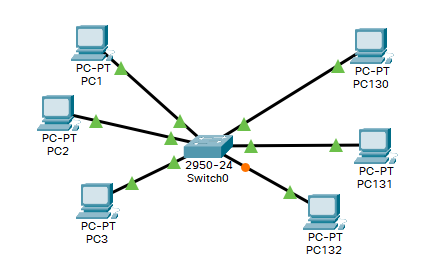 PC-PT
PC1
PC-PT
PC130
PC-PT
PC2
2950-24
Switch0
PC-PT
PC131
PC-PT
PC3
PC-PT
PC132